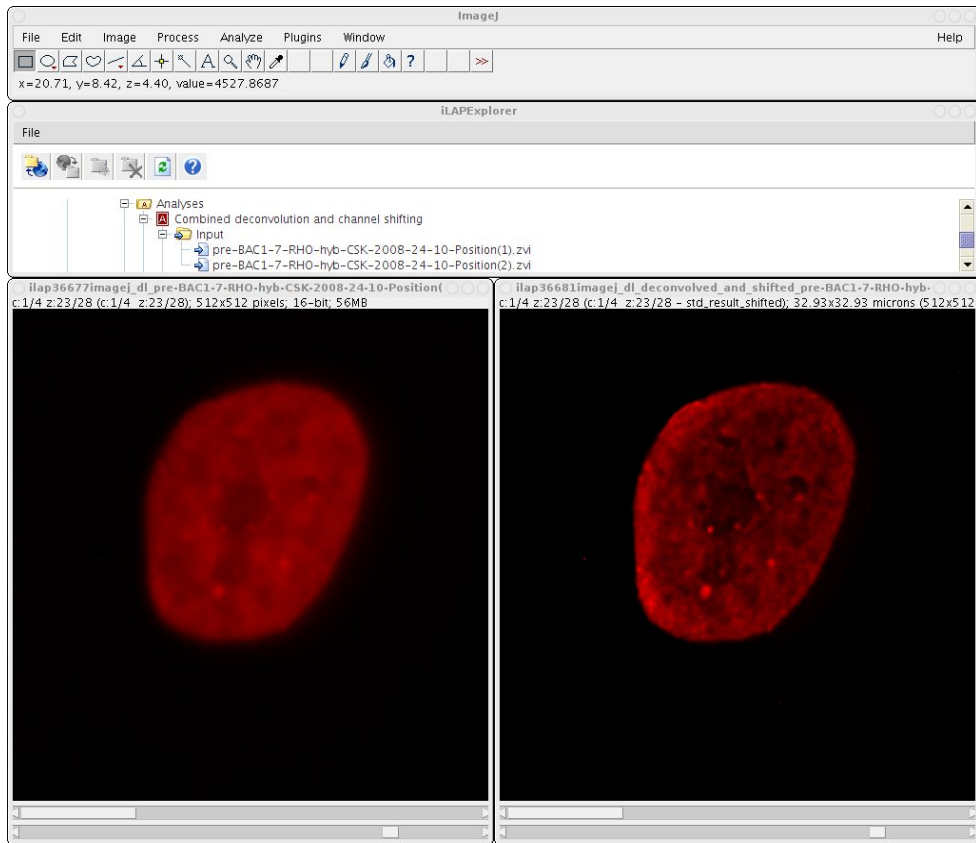 ImageJ
File Edit Image Process Analyze Plugins Window Help
A ? >>
x=20.71, y=8.42, z=4.40, value=4527.8687
iLAPExplorer
File
?
A Analyses
A Combined deconvolution and channel shifting
Input
pre-BAC1-7-RHO-hyb-CSK-2008-24-10-Position(1).zvi
pre-BAC1-7-RHO-hyb-CSK-2008-24-10-Position(2).zvi
ilap36677imagej_dl_pre-BAC1-7-RHO-hyb-CSK-2008-24-10-Position(
c:1/4 z:23/28 (c:1/4 z:23/28); 512x512 pixels; 16-bit; 56MB
ilap36681imagej_dl_deconvolved_and_shifted_pre-BAC1-7-RHO-hyb-
c:1/4 z:23/28 (c:1/4 z:23/28 - std_result_shifted); 32.93x32.93 microns (512x512